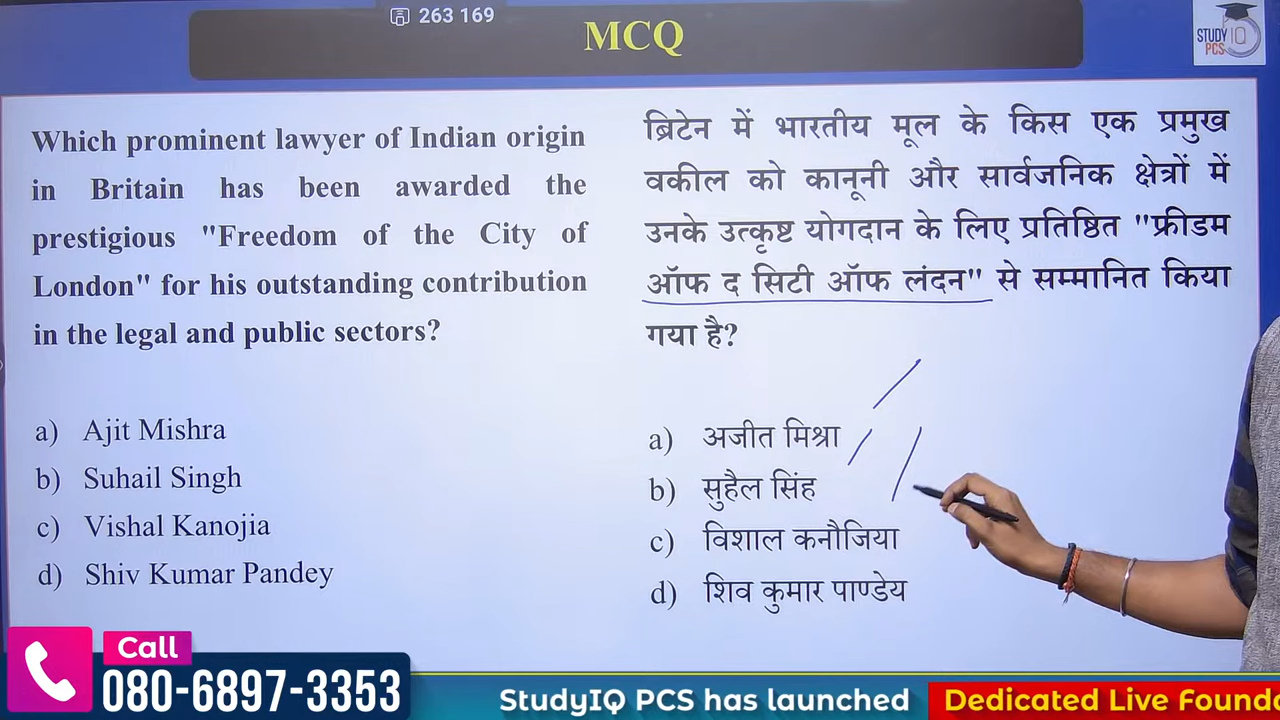 263 169
MCQ
STUDY IQ
PCS
Which prominent lawyer of Indian origin
in Britain has been awarded the
prestigious "Freedom of the City of
London" for his outstanding contribution
in the legal and public sectors?
a) Ajit Mishra
b) Suhail Singh
c) Vishal Kanojia
d) Shiv Kumar Pandey
ब्रिटेन में भारतीय मूल के किस एक प्रमुख
वकील को कानूनी और सार्वजनिक क्षेत्रों में
उनके उत्कृष्ट योगदान के लिए प्रतिष्ठित "फ्रीडम
ऑफ द सिटी ऑफ लंदन" से सम्मानित किया
गया है?
a) अजीत मिश्रा
b) सुहैल सिंह
c) विशाल कनौजिया
d) शिव कुमार पाण्डेय
Call
080-6897-3353
StudyIQ PCS has launched
Dedicated Live Founda